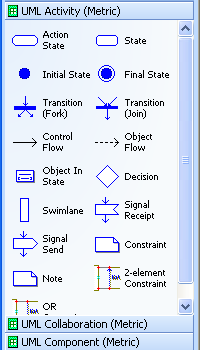 UML Activity (Metric)
Action State
State
Initial State
Final State
Transition (Fork)
Transition (Join)
Control Flow
Object Flow
Object In State
Decision
Swimlane
Signal Receipt
Signal Send
Constraint
Note
2-element Constraint
OR
UML Collaboration (Metric)
UML Component (Metric)